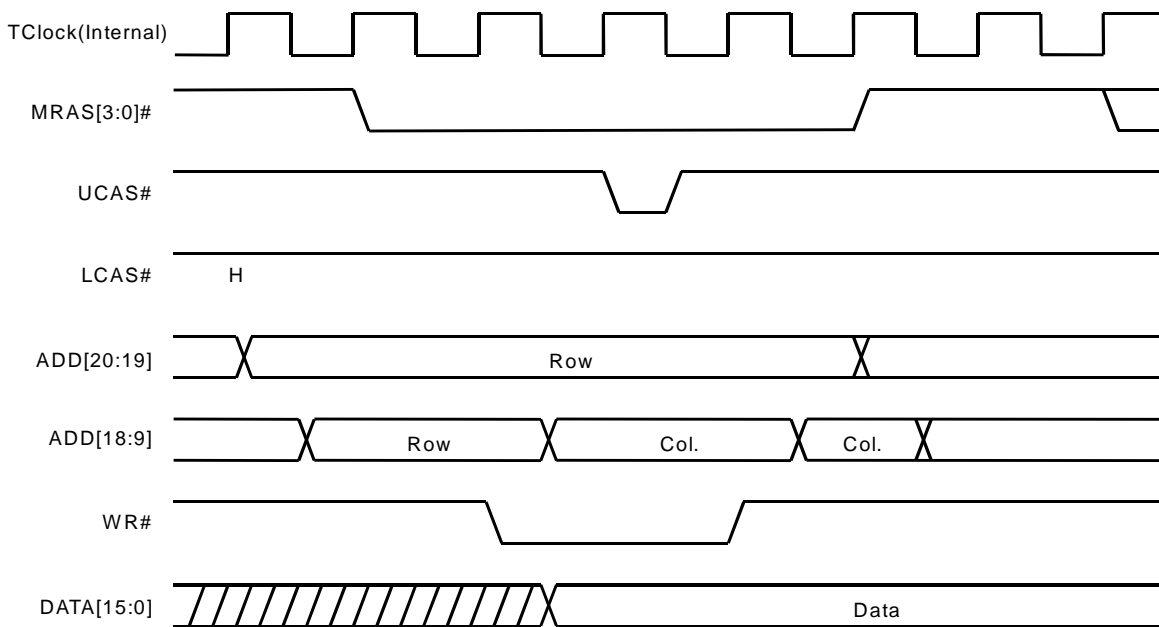 TClock(Internal)
MRAS[3:0]#
UCAS#
LCAS# H
ADD[20:19] Row
ADD[18:9] Row Col. Col.
WR#
DATA[15:0] Data